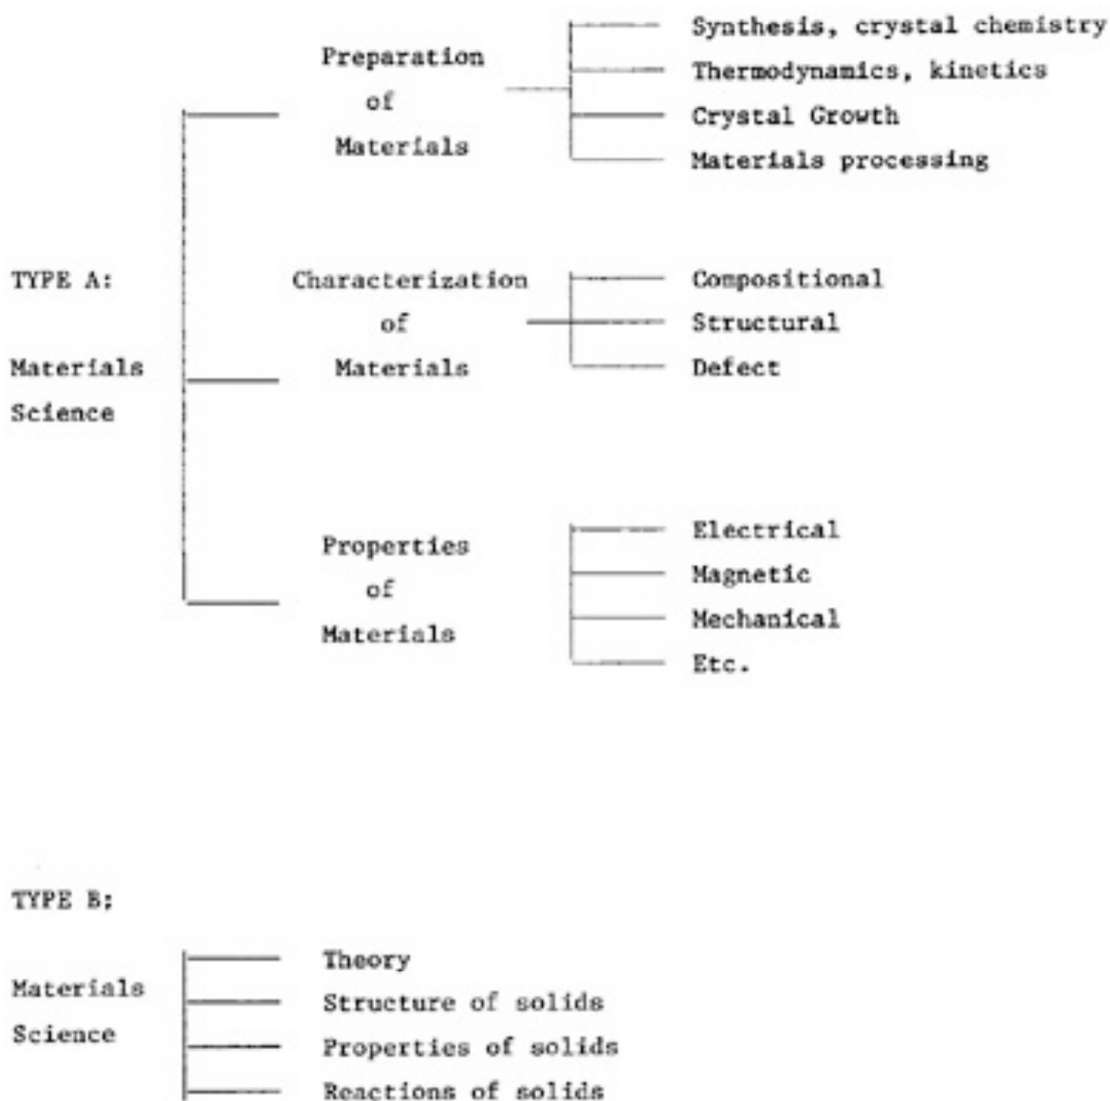 Preparation
of
Materials
Synthesis, crystal chemistry
Thermodynamics, kinetics
Crystal Growth
Materials processing
TYPE A:
Materials
Science
Characterization
of
Materials
Compositional
Structural
Defect
Properties
of
Materials
Electrical
Magnetic
Mechanical
Etc.
TYPE B:
Materials
Science
Theory
Structure of solids
Properties of solids
Reactions of solids